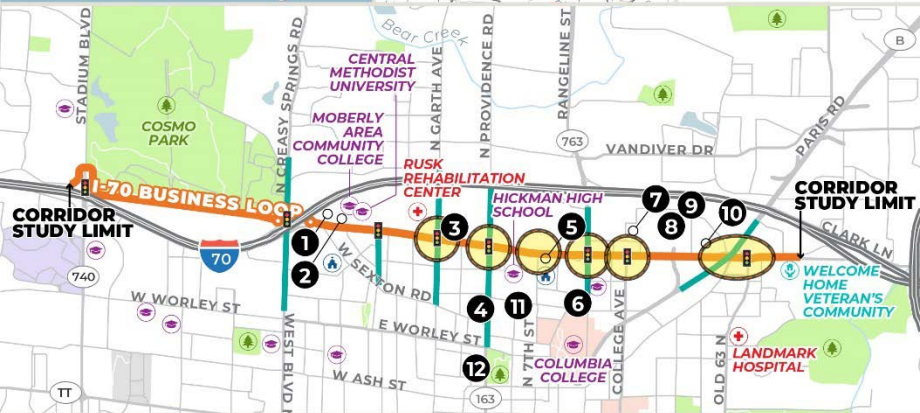 STADIUM BLVD
N CREASY SPRINGS RD
Bear Creek
N GARTH AVE
N PROVIDENCE RD
RANGELINE ST
B
CENTRAL
METHODIST
UNIVERSITY
MOBERLY
AREA
COMMUNITY
COLLEGE
COSMO
PARK
763
VANDIVER DR
PARIS RD
RUSK
REHABILITATION
CENTER
I-70 BUSINESS LOOP
HICKMAN HIGH
SCHOOL
CORRIDOR
STUDY LIMIT
CORRIDOR
STUDY LIMIT
CLARK LN
1
2
3
4
5
6
7
8
9
10
11
12
70
740
W SEXTON RD
W WORLEY ST
E WORLEY ST
W ASH ST
WEST BLVD N
N 7TH ST
COLLEGE AVE
OLD 63 N
COLUMBIA
COLLEGE
WELCOME
HOME
VETERAN'S
COMMUNITY
LANDMARK
HOSPITAL
TT
163